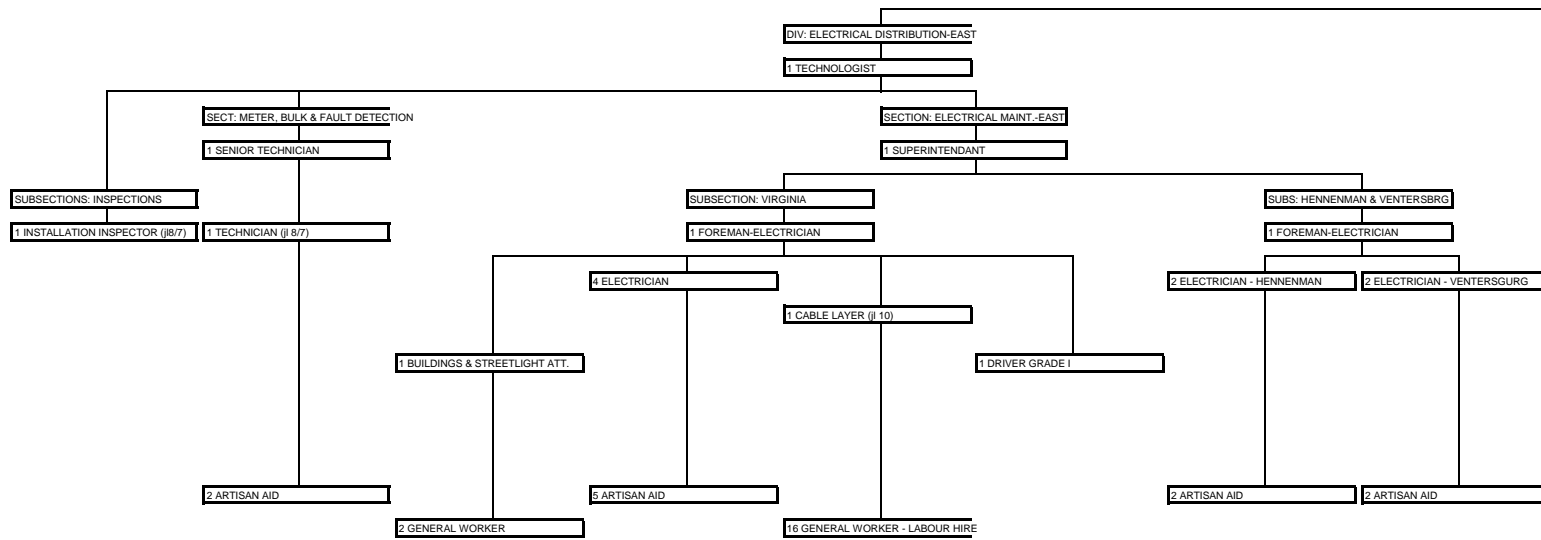 DIV: ELECTRICAL DISTRIBUTION-EAST
1 TECHNOLOGIST
SECT: METER, BULK & FAULT DETECTION
SECTION: ELECTRICAL MAINT.-EAST
1 SENIOR TECHNICIAN
1 SUPERINTENDANT
SUBSECTIONS: INSPECTIONS
SUBSECTION: VIRGINIA
SUBS: HENNENMAN & VENTERSBRG
1 INSTALLATION INSPECTOR (jl8/7)
1 TECHNICIAN (jl 8/7)
1 FOREMAN-ELECTRICIAN
1 FOREMAN-ELECTRICIAN
4 ELECTRICIAN
2 ELECTRICIAN - HENNENMAN
2 ELECTRICIAN - VENTERSGURG
1 CABLE LAYER (jl 10)
1 BUILDINGS & STREETLIGHT ATT.
1 DRIVER GRADE I
2 ARTISAN AID
5 ARTISAN AID
2 ARTISAN AID
2 ARTISAN AID
2 GENERAL WORKER
16 GENERAL WORKER - LABOUR HIRE